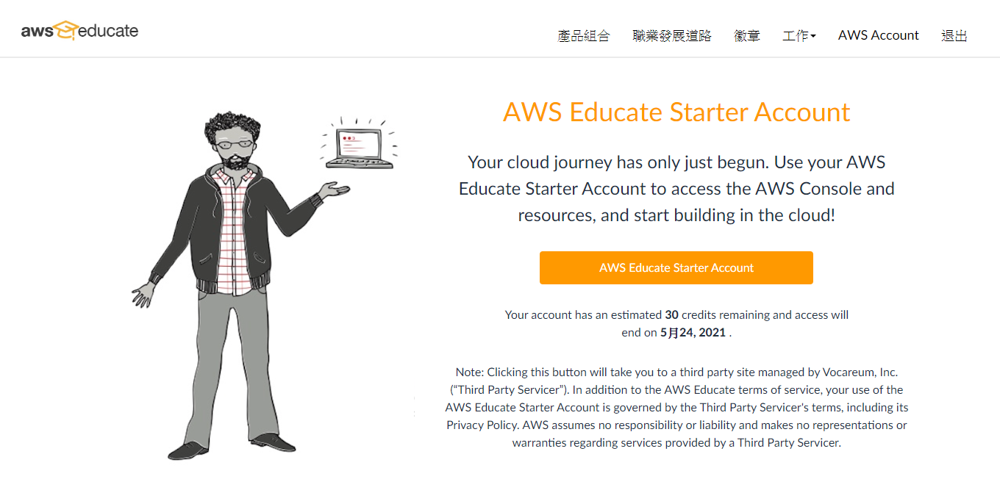 aws educate
產品組合 職業發展道路 徽章 工作 AWS Account 退出
AWS Educate Starter Account
Your cloud journey has only just begun. Use your AWS
Educate Starter Account to access the AWS Console and
resources, and start building in the cloud!
AWS Educate Starter Account
Your account has an estimated 30 credits remaining and access will
end on 5月24, 2021 .
Note: Clicking this button will take you to a third party site managed by Vocareum, Inc.
(“Third Party Servicer”). In addition to the AWS Educate terms of service, your use of the
AWS Educate Starter Account is governed by the Third Party Servicer's terms, including its
Privacy Policy. AWS assumes no responsibility or liability and makes no representations or
warranties regarding services provided by a Third Party Servicer.